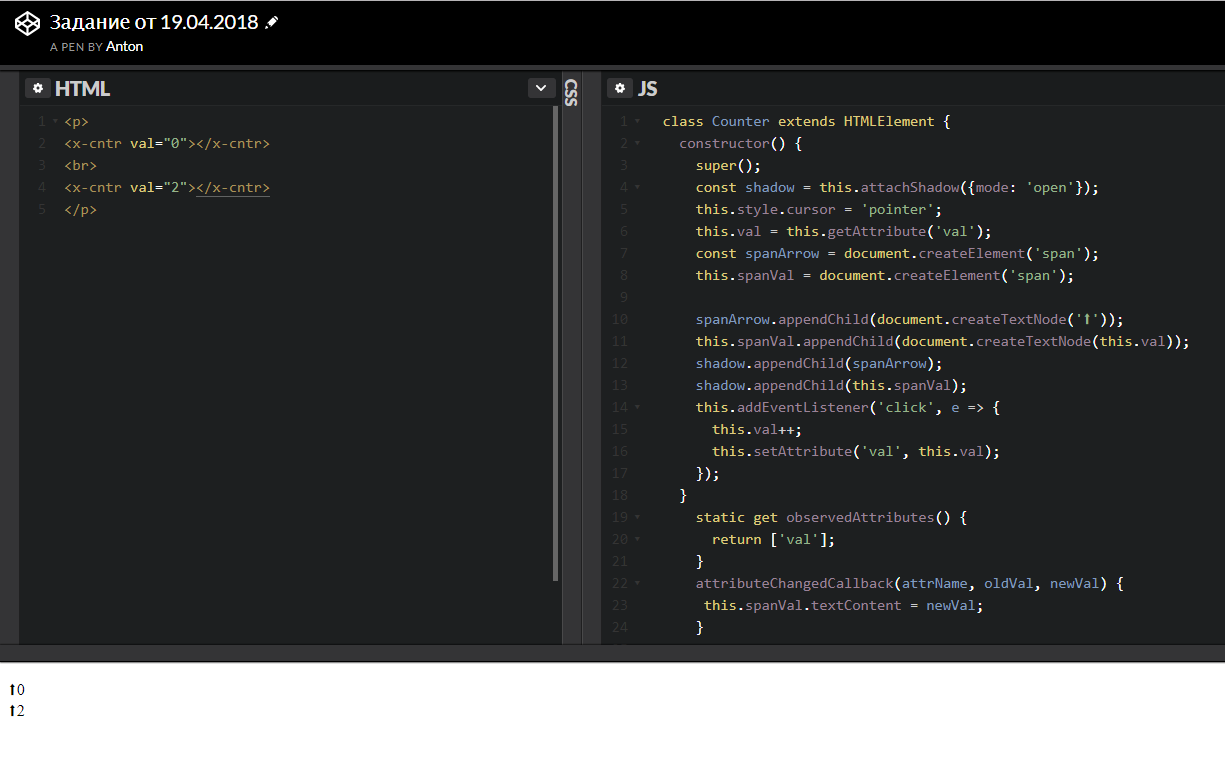 Задание от 19.04.2018
A PEN BY Anton
HTML
1 <p>
2 <x-cntr val="0"></x-cntr>
3 <br>
4 <x-cntr val="2"></x-cntr>
5 </p>
CSS
JS
1 class Counter extends HTMLElement {
2 constructor() {
3 super();
4 const shadow = this.attachShadow({mode: 'open'});
5 this.style.cursor = 'pointer';
6 this.val = this.getAttribute('val');
7 const spanArrow = document.createElement('span');
8 this.spanVal = document.createElement('span');
9
10 spanArrow.appendChild(document.createTextNode('⬆'));
11 this.spanVal.appendChild(document.createTextNode(this.val));
12 shadow.appendChild(spanArrow);
13 shadow.appendChild(this.spanVal);
14 this.addEventListener('click', e => {
15 this.val++;
16 this.setAttribute('val', this.val);
17 });
18 }
19 static get observedAttributes() {
20 return ['val'];
21 }
22 attributeChangedCallback(attrName, oldVal, newVal) {
23 this.spanVal.textContent = newVal;
24 }
⬆0
⬆2